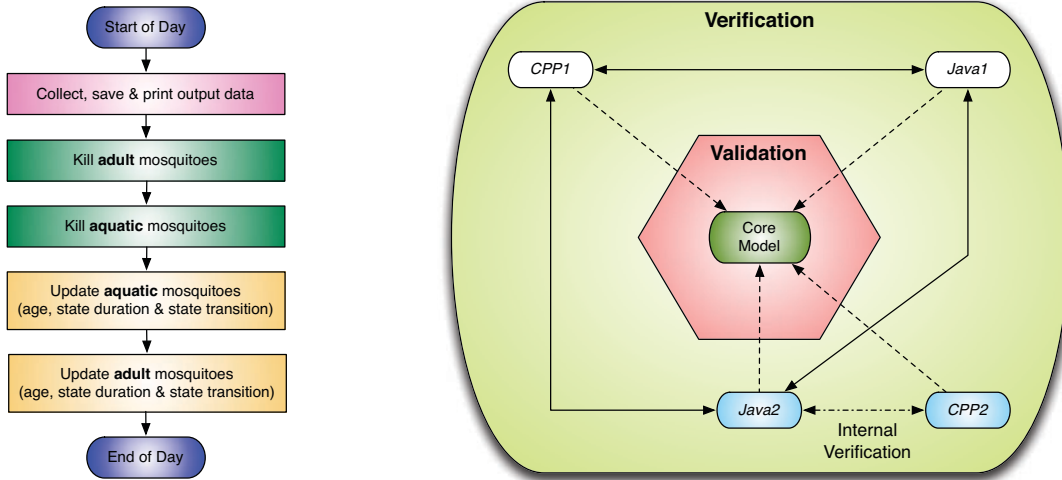 Start of Day
Collect, save & print output data
Kill adult mosquitoes
Kill aquatic mosquitoes
Update aquatic mosquitoes
(age, state duration & state transition)
Update adult mosquitoes
(age, state duration & state transition)
End of Day
Verification
CPP1
Java1
Validation
Core
Model
Java2
CPP2
Internal
Verification